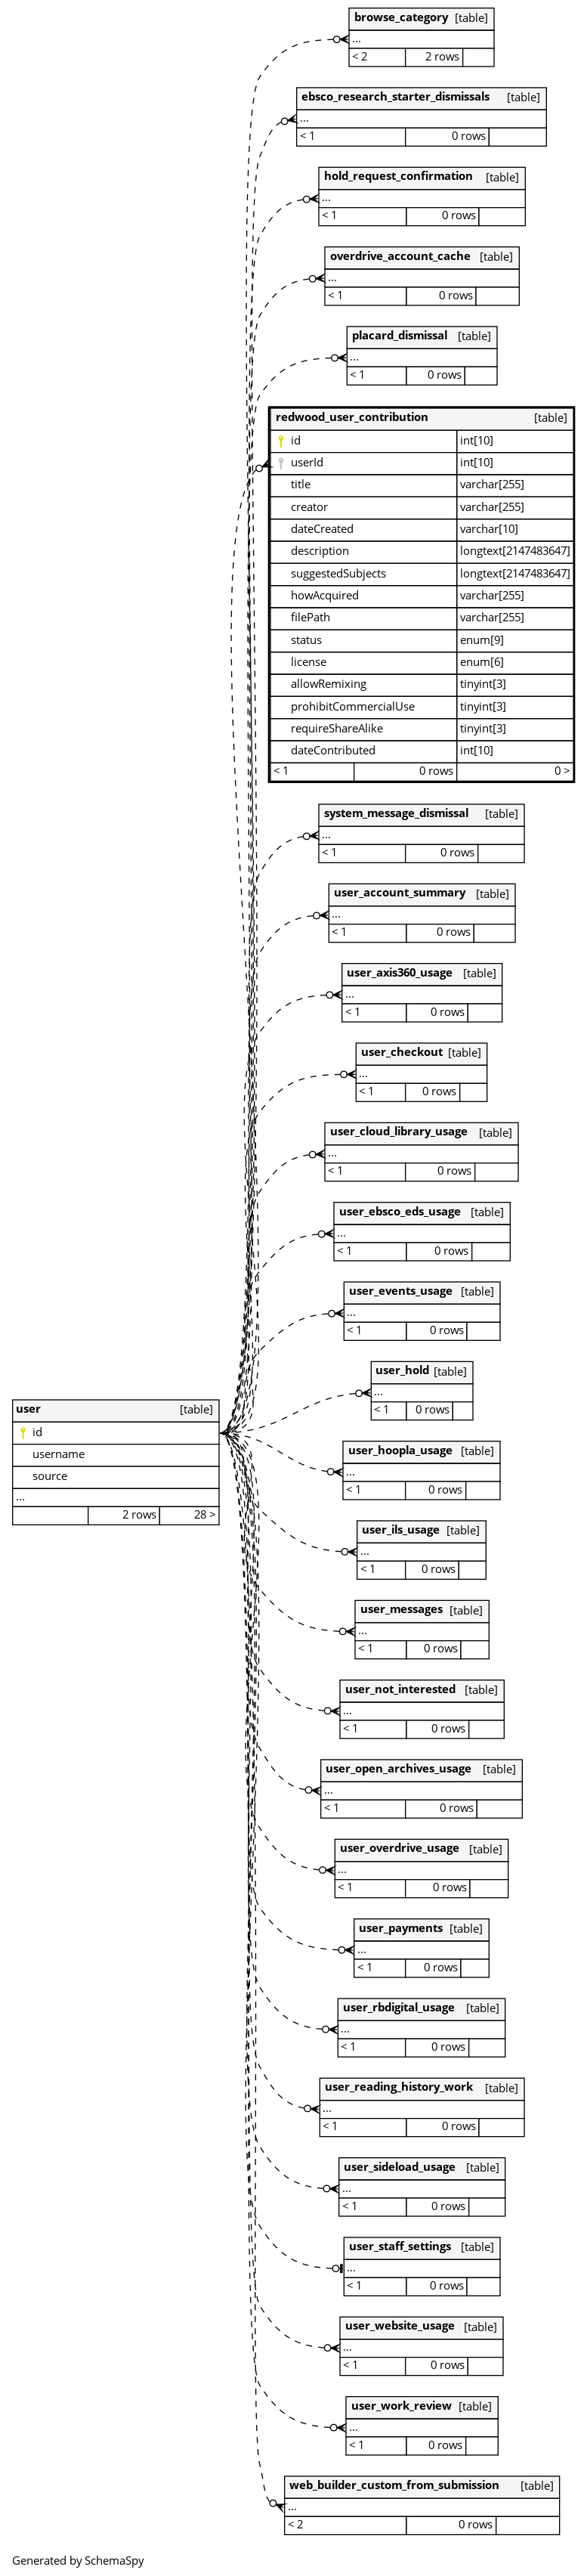 browse_category [table]
...
< 2 2 rows
ebsco_research_starter_dismissals [table]
...
< 1 0 rows
hold_request_confirmation [table]
...
< 1 0 rows
overdrive_account_cache [table]
...
< 1 0 rows
placard_dismissal [table]
...
< 1 0 rows
redwood_user_contribution [table]
id int[10]
userId int[10]
title varchar[255]
creator varchar[255]
dateCreated varchar[10]
description longtext[2147483647]
suggestedSubjects longtext[2147483647]
howAcquired varchar[255]
filePath varchar[255]
status enum[9]
license enum[6]
allowRemixing tinyint[3]
prohibitCommercialUse tinyint[3]
requireShareAlike tinyint[3]
dateContributed int[10]
< 1 0 rows 0 >
system_message_dismissal [table]
...
< 1 0 rows
user_account_summary [table]
...
< 1 0 rows
user_axis360_usage [table]
...
< 1 0 rows
user_checkout [table]
...
< 1 0 rows
user_cloud_library_usage [table]
...
< 1 0 rows
user_ebsco_eds_usage [table]
...
< 1 0 rows
user_events_usage [table]
...
< 1 0 rows
user_hold [table]
...
< 1 0 rows
user [table]
id
username
source
...
2 rows 28 >
user_hoopla_usage [table]
...
< 1 0 rows
user_ils_usage [table]
...
< 1 0 rows
user_messages [table]
...
< 1 0 rows
user_not_interested [table]
...
< 1 0 rows
user_open_archives_usage [table]
...
< 1 0 rows
user_overdrive_usage [table]
...
< 1 0 rows
user_payments [table]
...
< 1 0 rows
user_rbdigital_usage [table]
...
< 1 0 rows
user_reading_history_work [table]
...
< 1 0 rows
user_sideload_usage [table]
...
< 1 0 rows
user_staff_settings [table]
...
< 1 0 rows
user_website_usage [table]
...
< 1 0 rows
user_work_review [table]
...
< 1 0 rows
web_builder_custom_from_submission [table]
...
< 2 0 rows
Generated by SchemaSpy